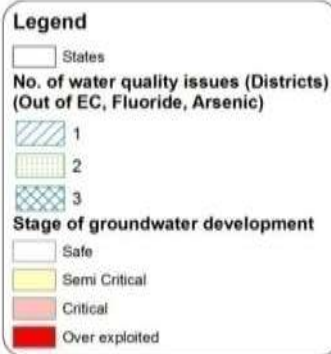 Legend
States
No. of water quality issues (Districts)
(Out of EC, Fluoride, Arsenic)
1
2
3
Stage of groundwater development
Safe
Semi Critical
Critical
Over exploited